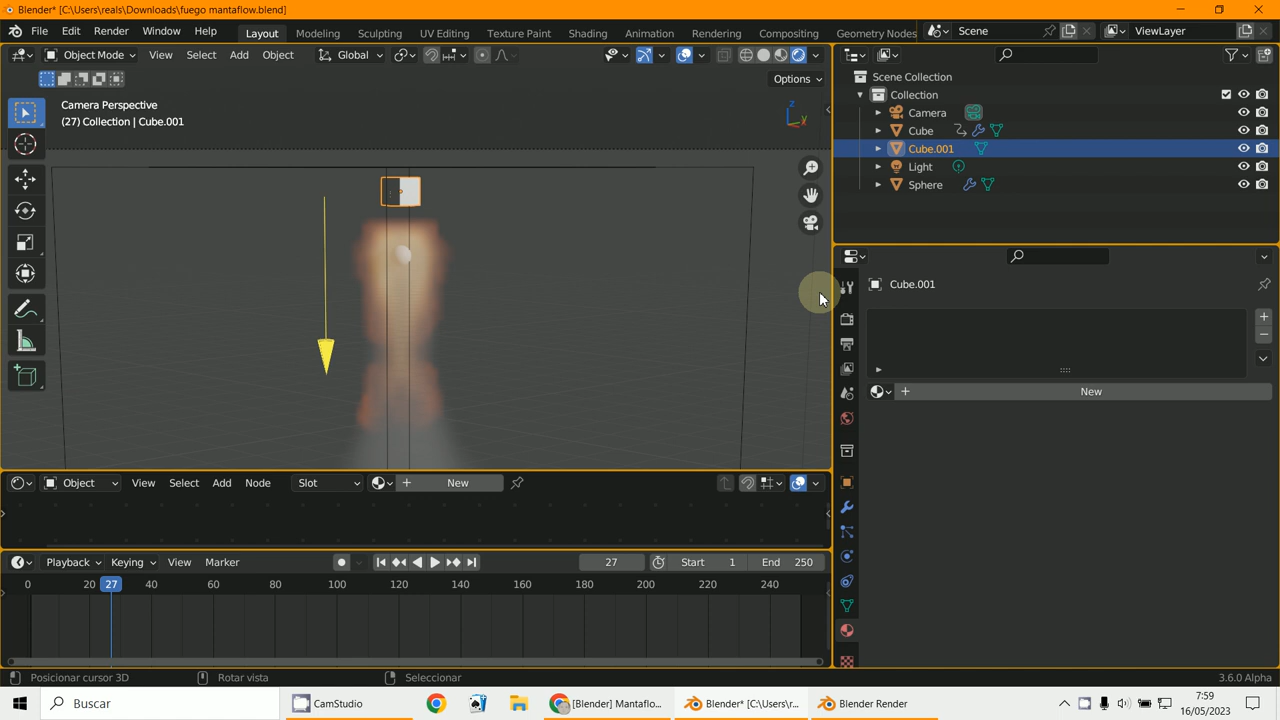 Blender* [C:\Users\reals\Downloads\fuego mantaflow.blend]
File Edit Render Window Help Layout Modeling Sculpting UV Editing Texture Paint Shading Animation Rendering Compositing Geometry Nodes Scene ViewLayer
Object Mode View Select Add Object Global
Options
Camera Perspective
(27) Collection | Cube.001
Z
Scene Collection
Collection
Camera
Cube
Cube.001
Light
Sphere
Cube.001
New
Object View Select Add Node Slot New
Playback Keying View Marker 27 Start 1 End 250
0 20 27 40 60 80 100 120 140 160 180 200 220 240
Posicionar cursor 3D Rotar vista Seleccionar 3.6.0 Alpha
Buscar CamStudio [Blender] Mantaflo... Blender* [C:\Users\r... Blender Render
7:59
16/05/2023